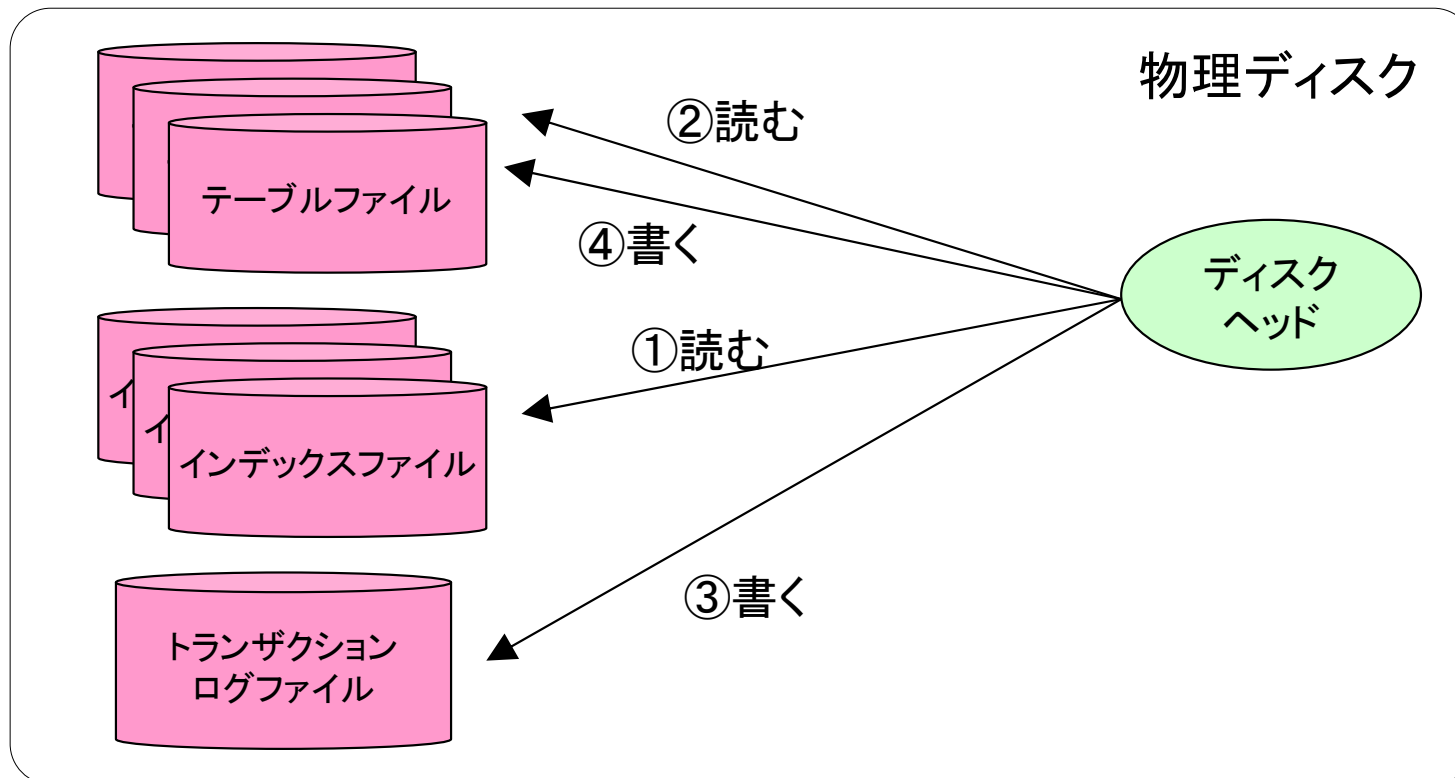 物理ディスク
②読む
テーブルファイル
④書く
ディスク
ヘッド
①読む
インデックスファイル
③書く
トランザクション
ログファイル